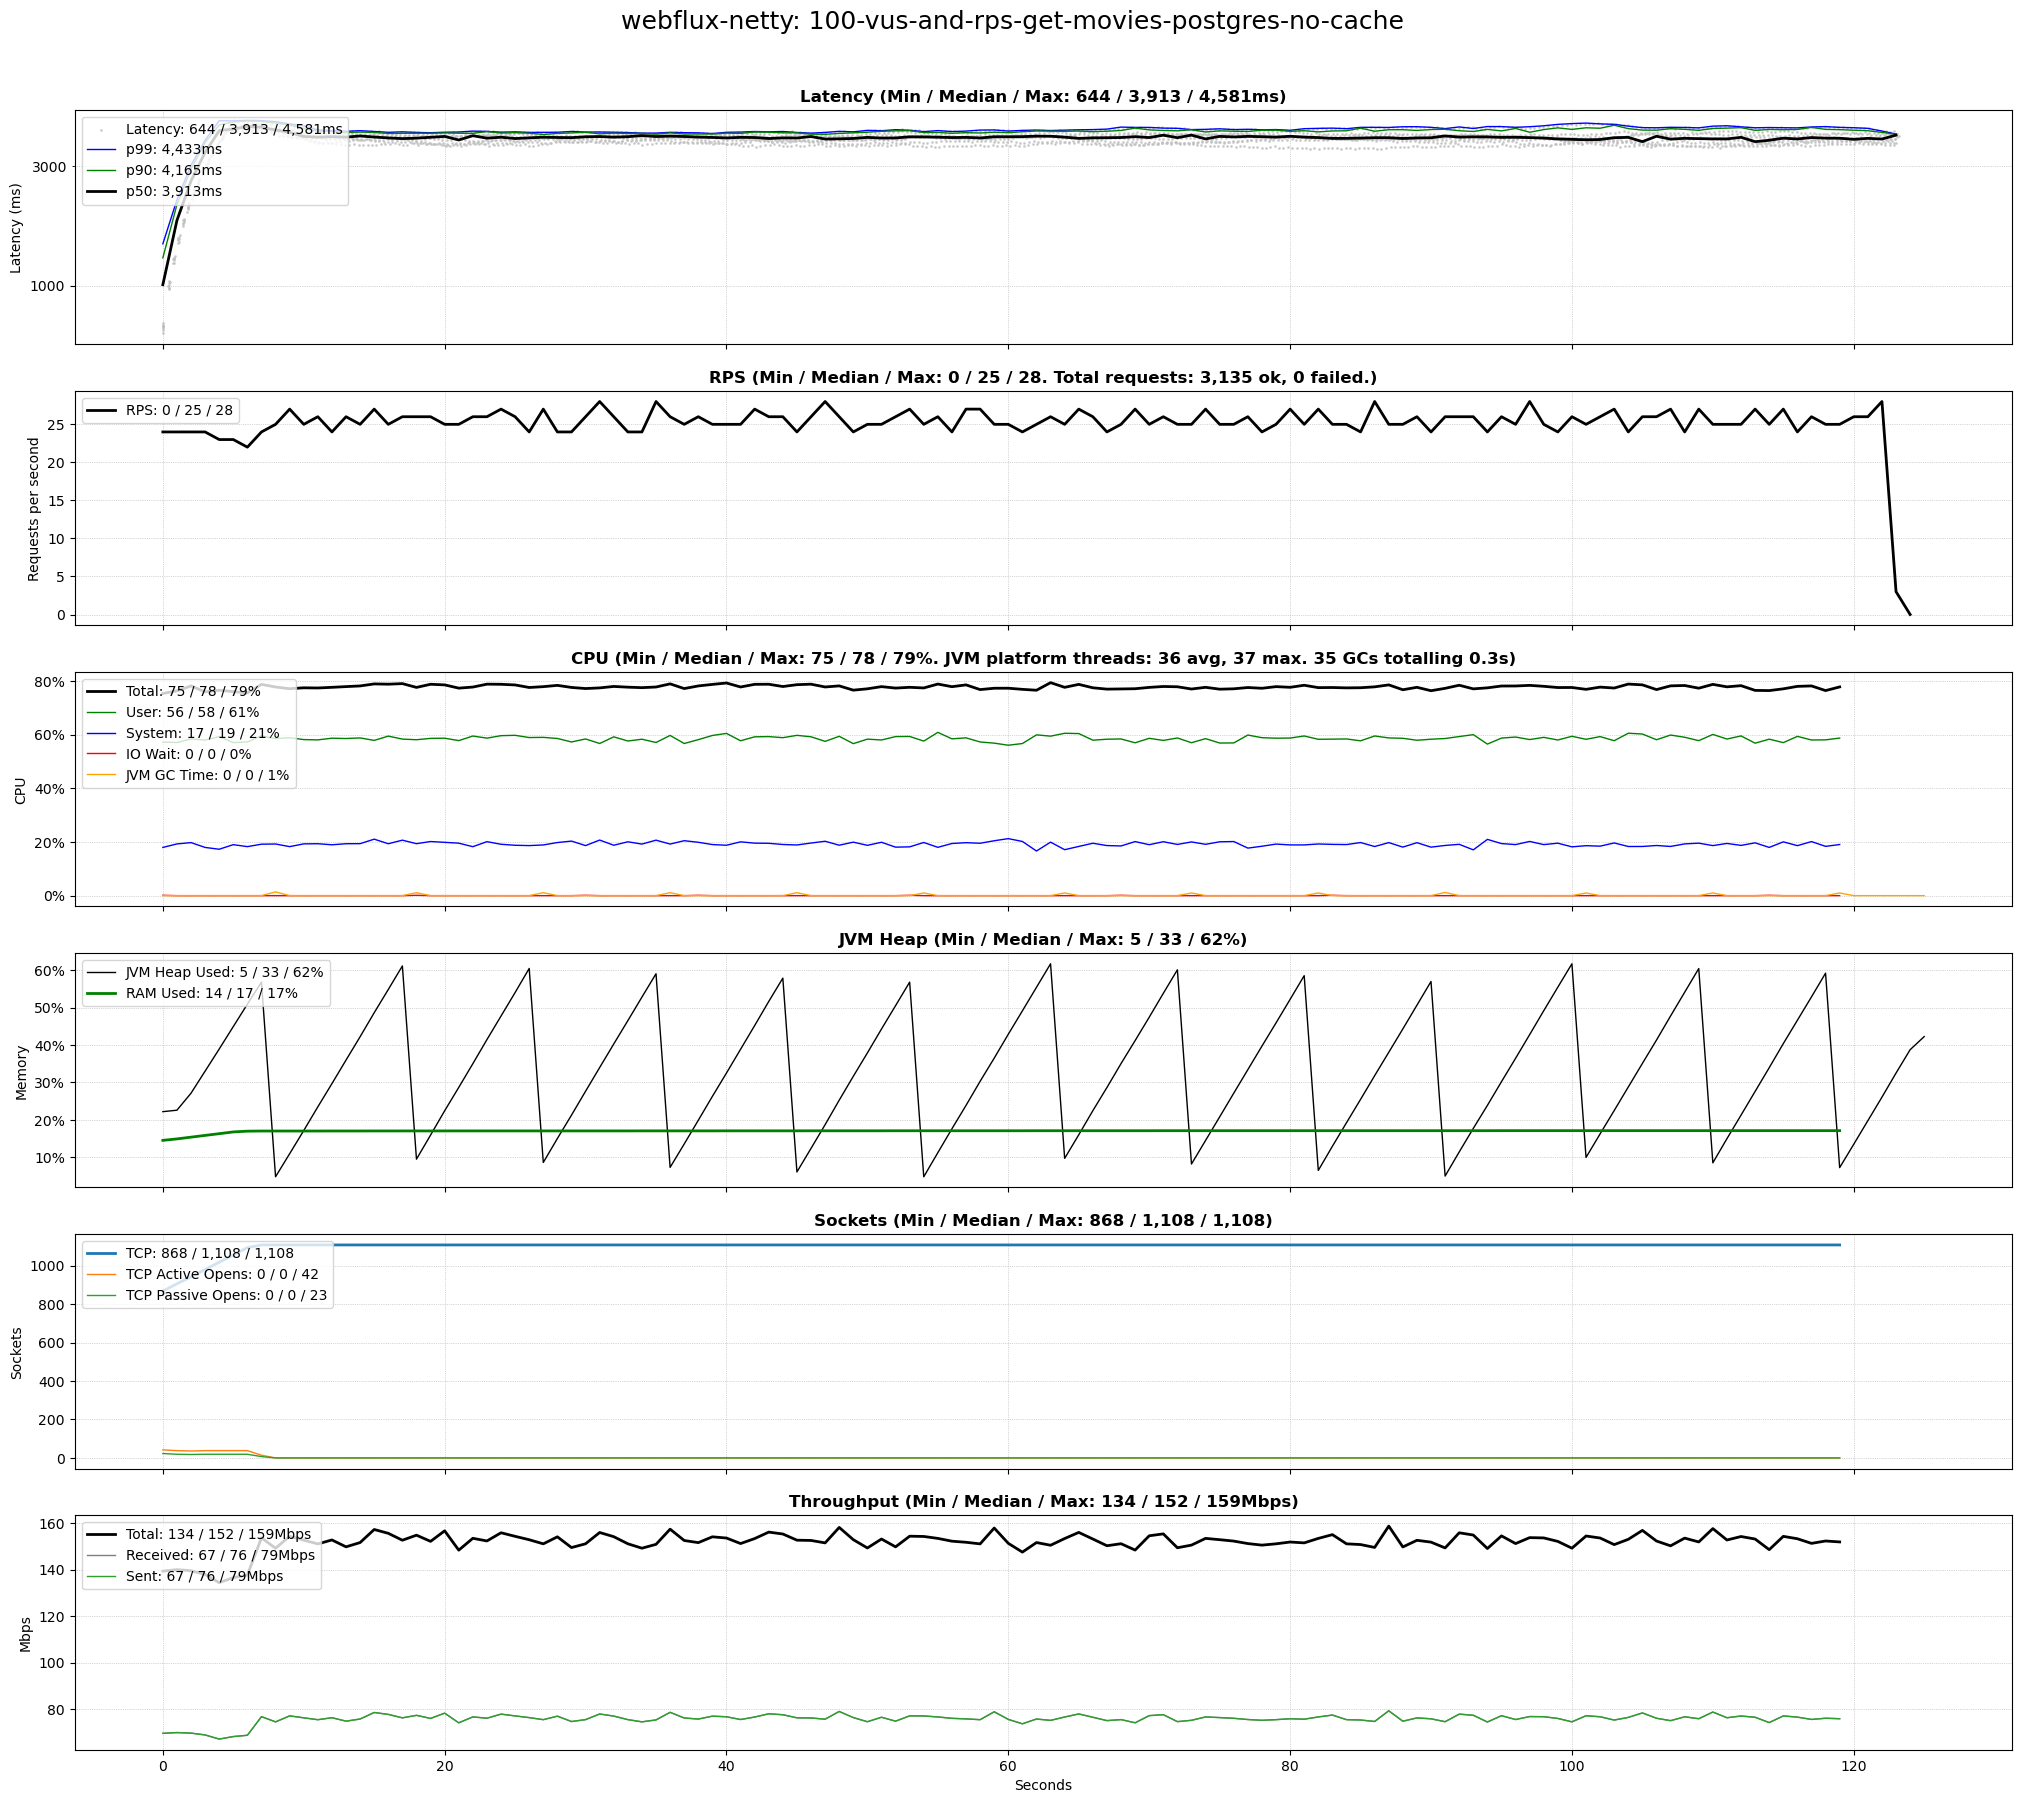 webflux-netty: 100-vus-and-rps-get-movies-postgres-no-cache
Latency (Min / Median / Max: 644 / 3,913 / 4,581ms)
Latency: 644 / 3,913 / 4,581ms
p99: 4,433ms
p90: 4,165ms
p50: 3,913ms
3000
1000
Latency (ms)
RPS (Min / Median / Max: 0 / 25 / 28. Total requests: 3,135 ok, 0 failed.)
RPS: 0 / 25 / 28
25
20
15
10
5
0
Requests per second
CPU (Min / Median / Max: 75 / 78 / 79%. JVM platform threads: 36 avg, 37 max. 35 GCs totalling 0.3s)
Total: 75 / 78 / 79%
User: 56 / 58 / 61%
System: 17 / 19 / 21%
IO Wait: 0 / 0 / 0%
JVM GC Time: 0 / 0 / 1%
80%
60%
40%
20%
0%
CPU
JVM Heap (Min / Median / Max: 5 / 33 / 62%)
JVM Heap Used: 5 / 33 / 62%
RAM Used: 14 / 17 / 17%
60%
50%
40%
30%
20%
10%
Memory
Sockets (Min / Median / Max: 868 / 1,108 / 1,108)
TCP: 868 / 1,108 / 1,108
TCP Active Opens: 0 / 0 / 42
TCP Passive Opens: 0 / 0 / 23
1000
800
600
400
200
0
Sockets
Throughput (Min / Median / Max: 134 / 152 / 159Mbps)
Total: 134 / 152 / 159Mbps
Received: 67 / 76 / 79Mbps
Sent: 67 / 76 / 79Mbps
160
140
120
100
80
Mbps
0 20 40 60 80 100 120
Seconds